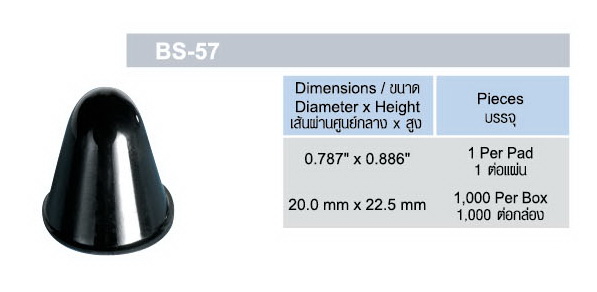 BS-57
Dimensions / ขนาด
Diameter x Height
เส้นผ่านศูนย์กลาง x สูง
Pieces
บรรจุ
0.787" x 0.886"
1 Per Pad
1 ต่อแผ่น
20.0 mm x 22.5 mm
1,000 Per Box
1,000 ต่อกล่อง